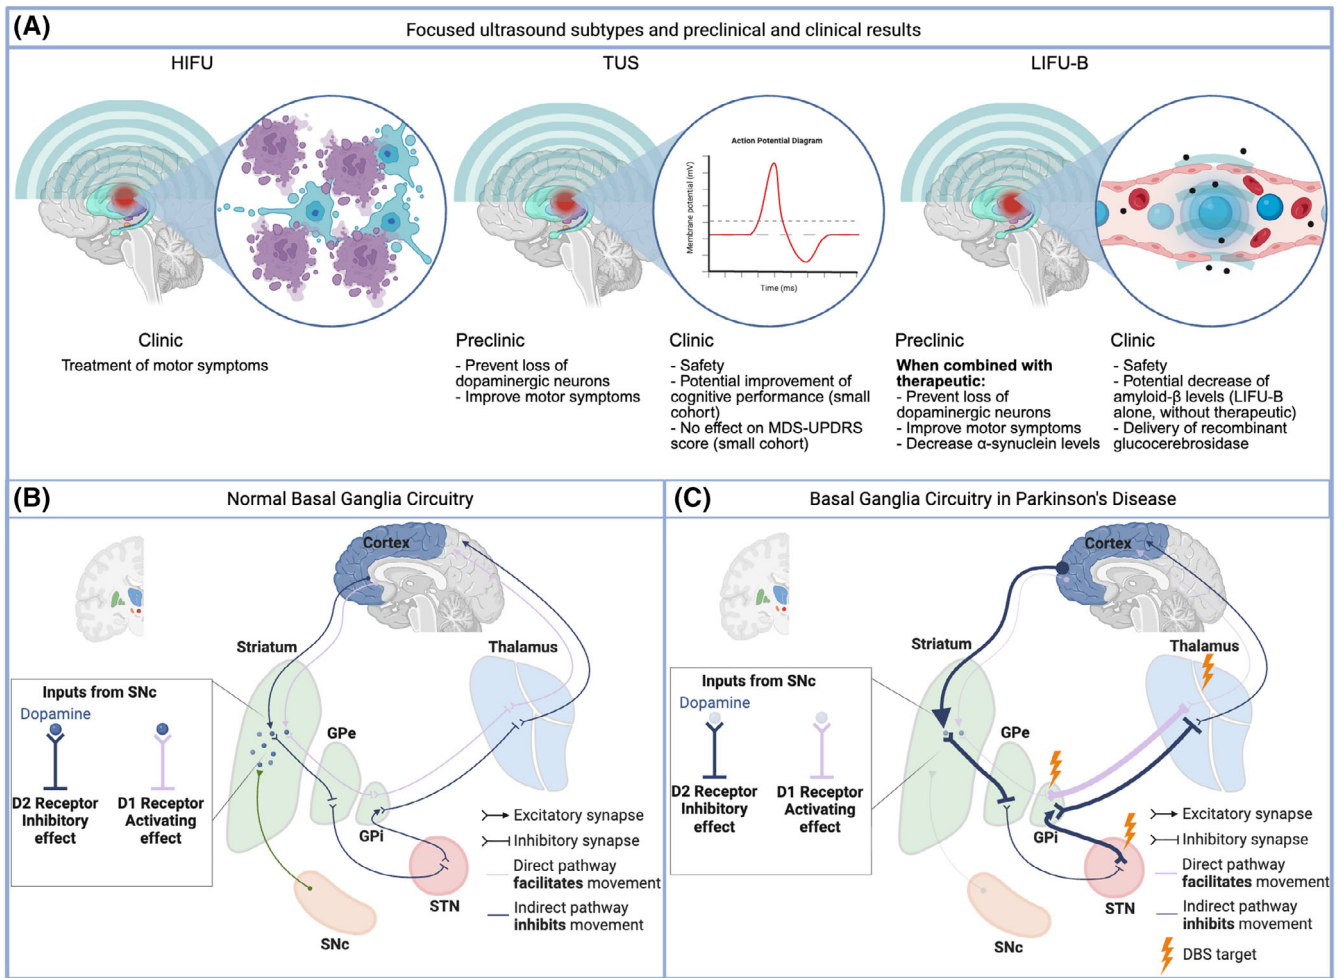 (A)
Focused ultrasound subtypes and preclinical and clinical results
HIFU
TUS
LIFU-B
Action Potential Diagram
Membrane potential (mV)
Time (ms)
Clinic
Treatment of motor symptoms
Preclinic
- Prevent loss of
dopaminergic neurons
- Improve motor symptoms
Clinic
- Safety
- Potential improvement of
cognitive performance (small
cohort)
- No effect on MDS-UPDRS
score (small cohort)
Preclinic
When combined with
therapeutic:
- Prevent loss of
dopaminergic neurons
- Improve motor symptoms
- Decrease α-synuclein levels
Clinic
- Safety
- Potential decrease of
amyloid-β levels (LIFU-B
alone, without therapeutic)
- Delivery of recombinant
glucocerebrosidase
(B)
Normal Basal Ganglia Circuitry
Cortex
Striatum
Thalamus
Inputs from SNc
Dopamine
D2 Receptor
Inhibitory
effect
D1 Receptor
Activating
effect
GPe
GPi
STN
SNc
Excitatory synapse
Inhibitory synapse
Direct pathway
facilitates movement
Indirect pathway
inhibits movement
(C)
Basal Ganglia Circuitry in Parkinson's Disease
Cortex
Striatum
Thalamus
Inputs from SNc
Dopamine
D2 Receptor
Inhibitory
effect
D1 Receptor
Activating
effect
GPe
GPi
STN
SNc
Excitatory synapse
Inhibitory synapse
Direct pathway
facilitates movement
Indirect pathway
inhibits movement
DBS target